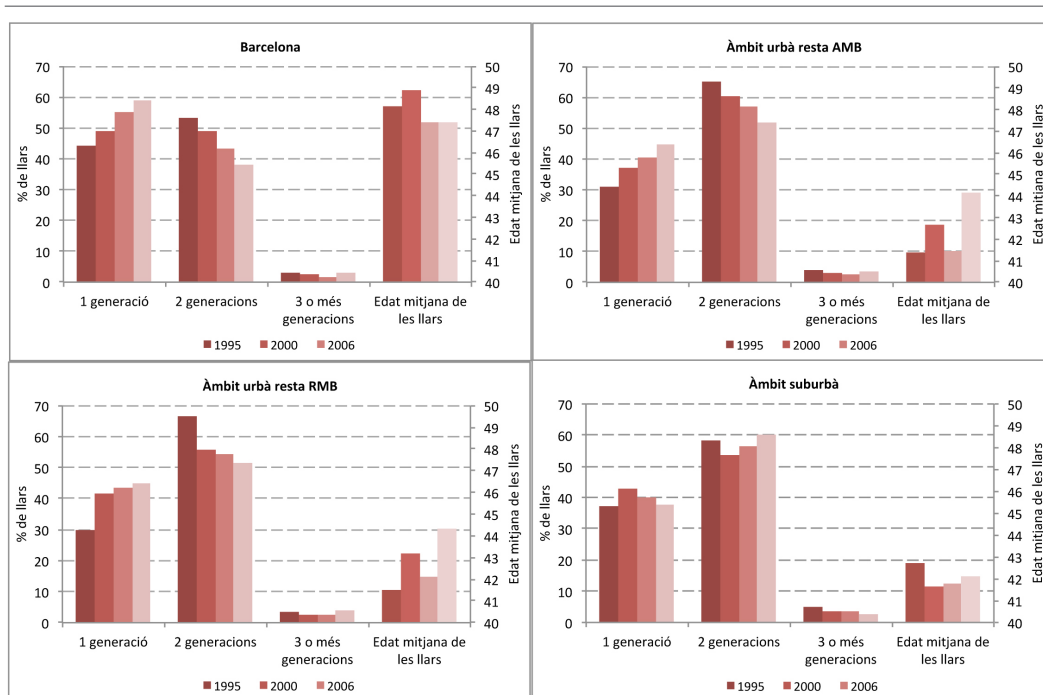 Barcelona
70
60
50
40
30
20
10
0
% de llars
50
49
48
47
46
45
44
43
42
41
40
Edat mitjana de les llars
1 generació
2 generacions
3 o més
generacions
Edat mitjana de
les llars
1995
2000
2006
Àmbit urbà resta AMB
70
60
50
40
30
20
10
0
% de llars
50
49
48
47
46
45
44
43
42
41
40
Edat mitjana de les llars
1 generació
2 generacions
3 o més
generacions
Edat mitjana de
les llars
1995
2000
2006
Àmbit urbà resta RMB
70
60
50
40
30
20
10
0
% de llars
50
49
48
47
46
45
44
43
42
41
40
Edat mitjana de les llars
1 generació
2 generacions
3 o més
generacions
Edat mitjana de
les llars
1995
2000
2006
Àmbit suburbà
70
60
50
40
30
20
10
0
% de llars
50
49
48
47
46
45
44
43
42
41
40
Edat mitjana de les llars
1 generació
2 generacions
3 o més
generacions
Edat mitjana de
les llars
1995
2000
2006